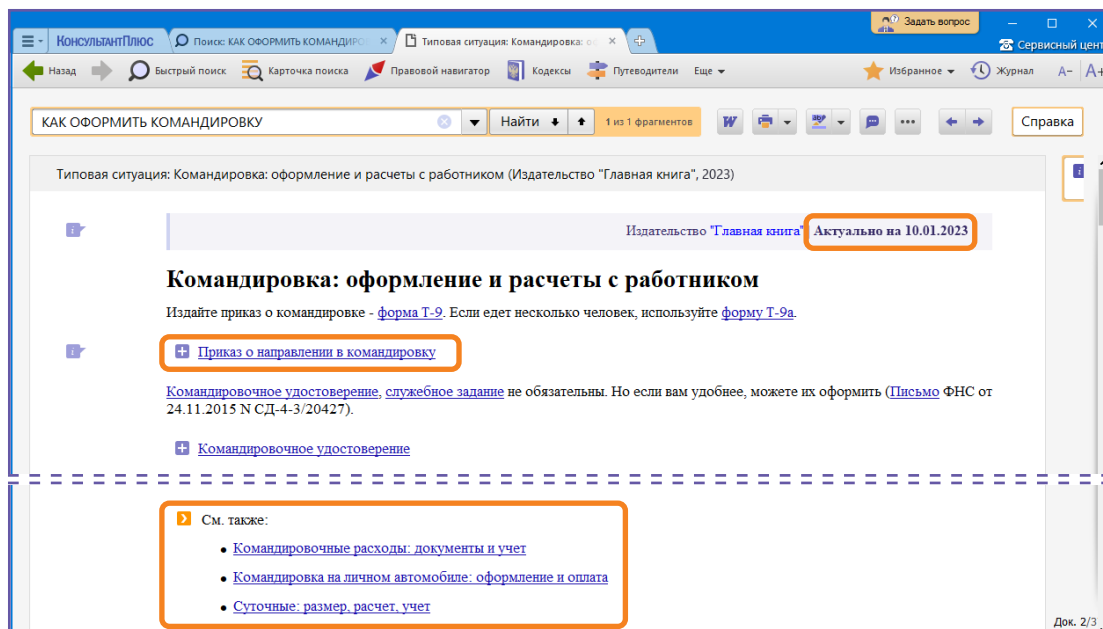 Задать вопрос
КонсультантПлюс
Поиск: КАК ОФОРМИТЬ КОМАНДИРО
Типовая ситуация: Командировка: о
Сервисный цент
Назад
Быстрый поиск
Карточка поиска
Правовой навигатор
Кодексы
Путеводители
Еще
Избранное
Журнал
А- А+
КАК ОФОРМИТЬ КОМАНДИРОВКУ
Найти
1 из 1 фрагментов
Справка
Типовая ситуация: Командировка: оформление и расчеты с работником (Издательство "Главная книга", 2023)
Издательство "Главная книга" Актуально на 10.01.2023
Командировка: оформление и расчеты с работником
Издайте приказ о командировке - форма Т-9. Если едет несколько человек, используйте форму Т-9а.
Приказ о направлении в командировку
Командировочное удостоверение, служебное задание не обязательны. Но если вам удобнее, можете их оформить (Письмо ФНС от
24.11.2015 N СД-4-3/20427).
Командировочное удостоверение
См. также:
Командировочные расходы: документы и учет
Командировка на личном автомобиле: оформление и оплата
Суточные: размер, расчет, учет
Док. 2/3